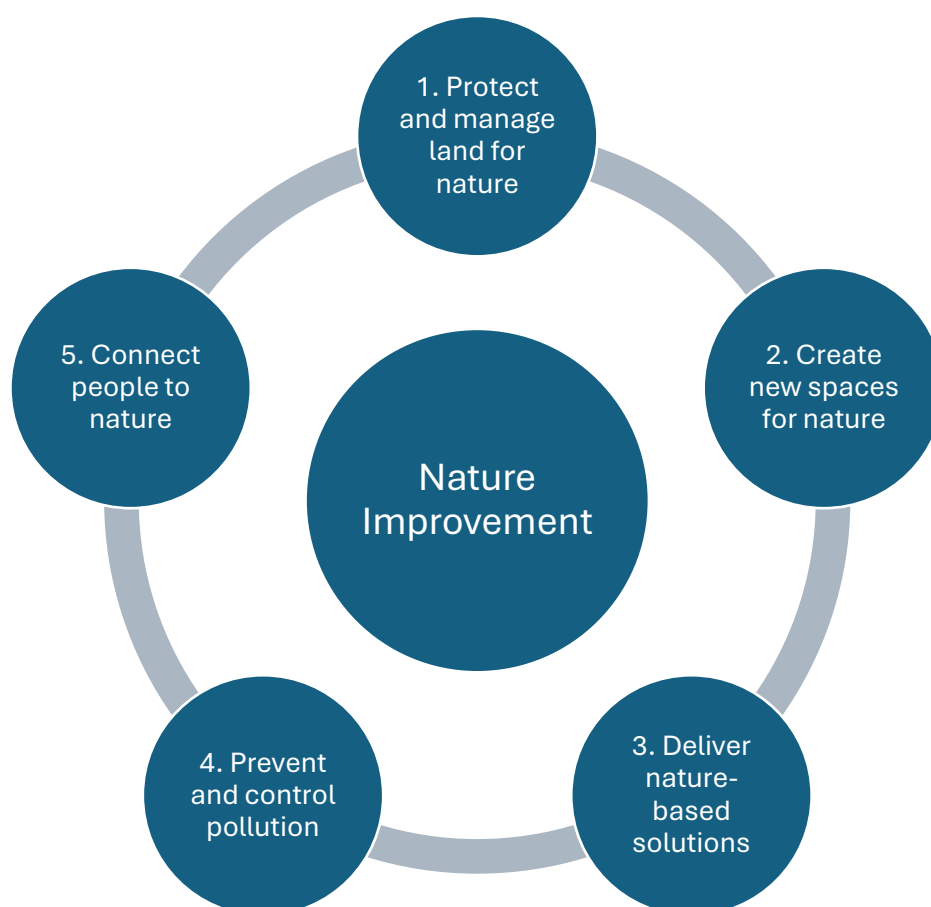 1. Protect
and manage
land for
nature
2. Create
new spaces
for nature
3. Deliver
nature-
based
solutions
4. Prevent
and control
pollution
5. Connect
people to
nature
Nature
Improvement